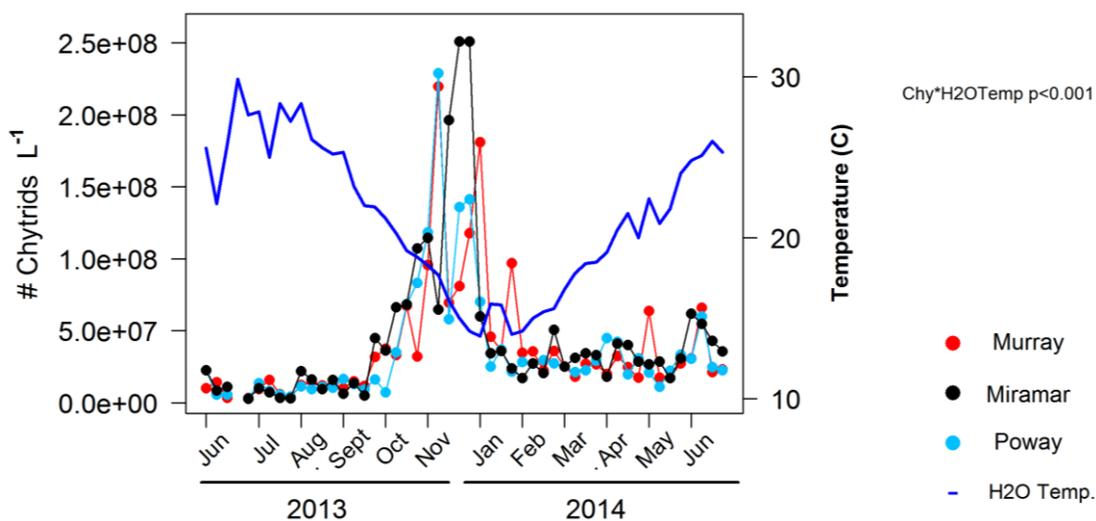 # Chytrids L⁻¹
2.5e+08
2.0e+08
1.5e+08
1.0e+08
5.0e+07
0.0e+00
30
20
10
Temperature (C)
Chy*H2OTemp p<0.001
Murray
Miramar
Poway
H2O Temp.
Jun Jul Aug . Sept Oct Nov Jan Feb Mar .Apr May Jun
2013 2014